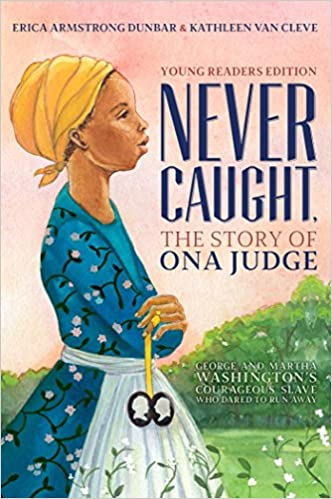 ERICA ARMSTRONG DUNBAR & KATHLEEN VAN CLEVE
YOUNG READERS EDITION
NEVER
CAUGHT,
THE STORY OF
ONA JUDGE
GEORGE AND MARTHA
WASHINGTON'S
COURAGEOUS SLAVE
WHO DARED TO RUN AWAY